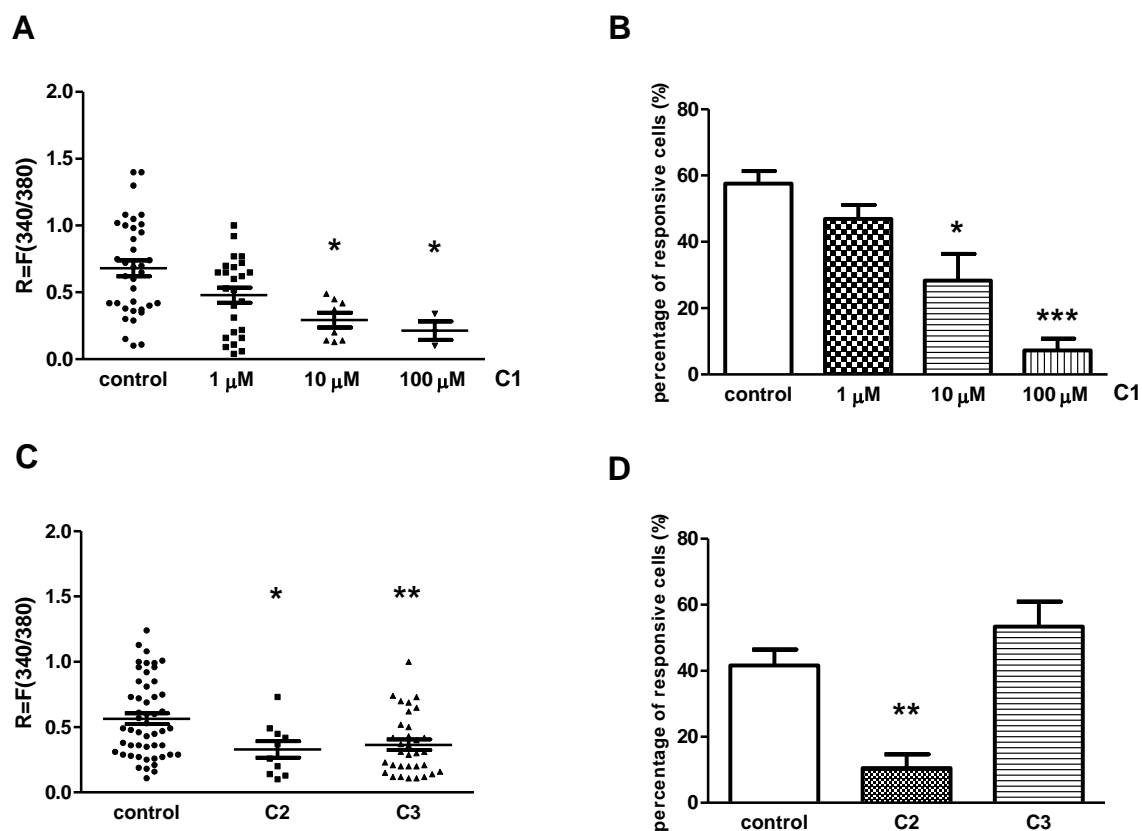 A
R=F(340/380)
2.0
1.5
1.0
0.5
0.0
*
*
control 1 μM 10 μM 100 μM C1
B
percentage of responsive cells (%)
80
60
40
20
0
*
***
control 1 μM 10 μM 100 μM C1
C
R=F(340/380)
2.0
1.5
1.0
0.5
0.0
*
**
control C2 C3
D
percentage of responsive cells (%)
80
60
40
20
0
**
control C2 C3